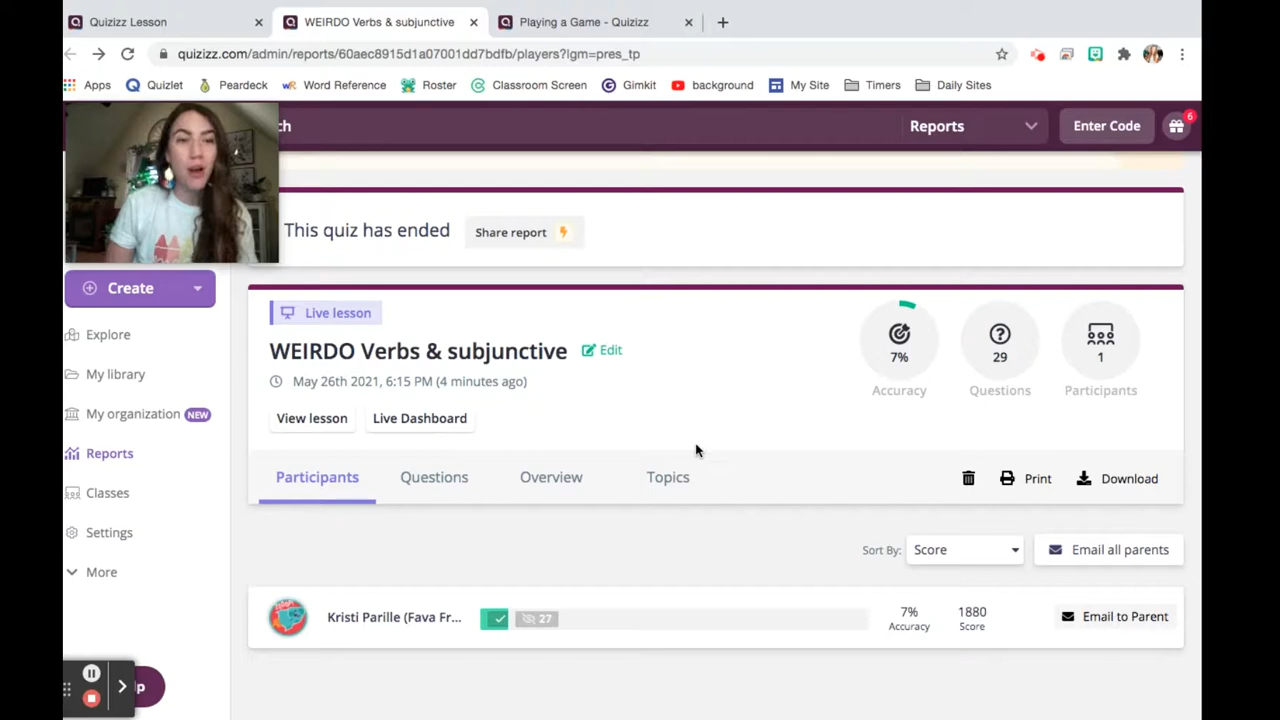 Quizizz Lesson
WEIRDO Verbs & subjunctive
Playing a Game - Quizizz
quizizz.com/admin/reports/60aec8915d1a07001dd7bdfb/players?lgm=pres_tp
Apps Quizlet Peardeck Word Reference Roster Classroom Screen Gimkit background My Site Timers Daily Sites
ch
Reports
Enter Code
6
This quiz has ended
Share report
Create
Explore
My library
My organization NEW
Reports
Classes
Settings
More
lp
Live lesson
WEIRDO Verbs & subjunctive
Edit
May 26th 2021, 6:15 PM (4 minutes ago)
View lesson
Live Dashboard
7%
Accuracy
29
Questions
1
Participants
Participants
Questions
Overview
Topics
Print
Download
Sort By:
Score
Email all parents
Kristi Parille (Fava Fr...
27
7%
Accuracy
1880
Score
Email to Parent